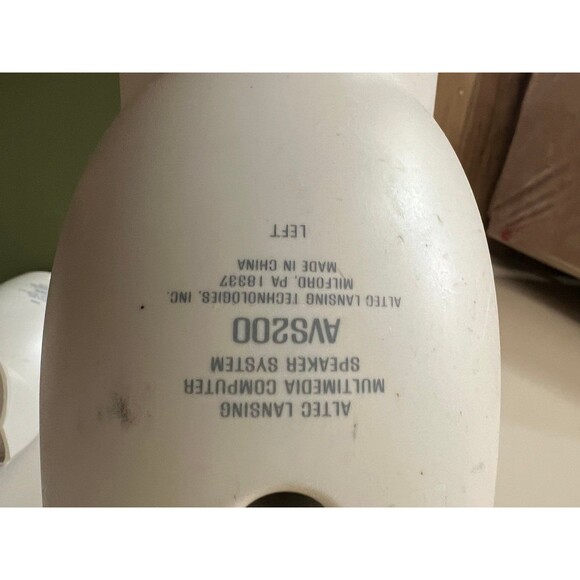 ALTEC LANSING
MULTIMEDIA COMPUTER
SPEAKER SYSTEM
AVS200
ALTEC LANSING TECHNOLOGIES, INC.
MILFORD, PA 18337
MADE IN CHINA
LEFT